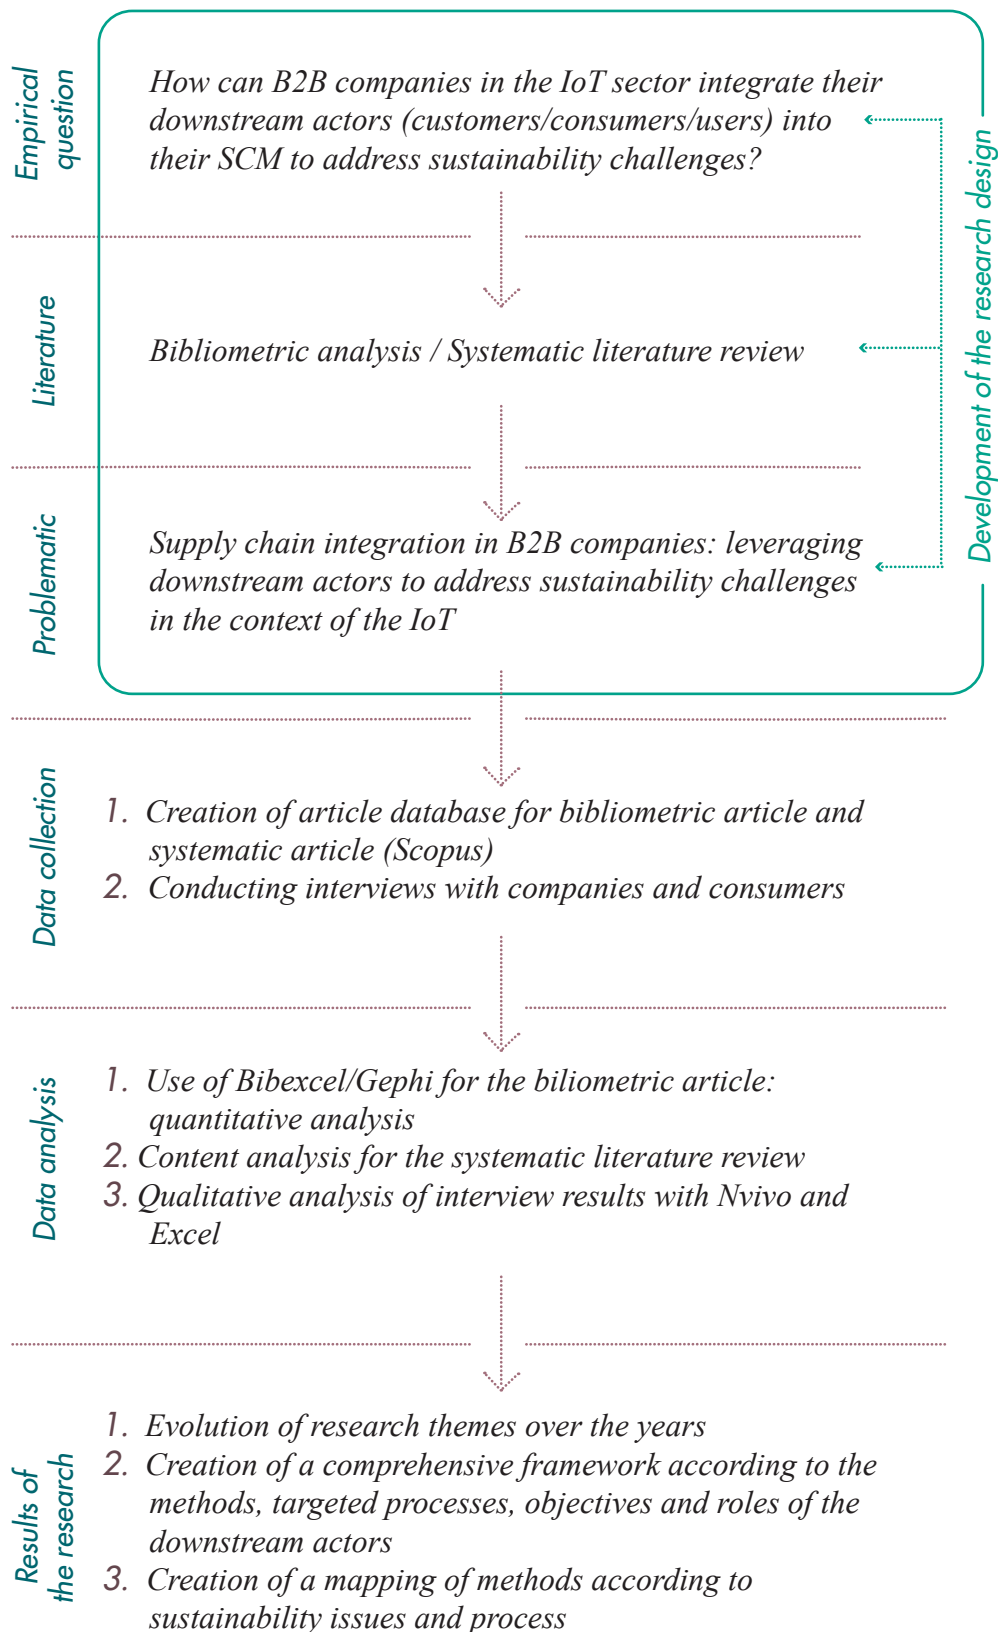 Empirical
question
How can B2B companies in the IoT sector integrate their
downstream actors (customers/consumers/users) into
their SCM to address sustainability challenges?
Development of the research design
Literature
Bibliometric analysis / Systematic literature review
Problematic
Supply chain integration in B2B companies: leveraging
downstream actors to address sustainability challenges
in the context of the IoT
Data collection
1. Creation of article database for bibliometric article and
systematic article (Scopus)
2. Conducting interviews with companies and consumers
Data analysis
1. Use of Bibexcel/Gephi for the biliometric article:
quantitative analysis
2. Content analysis for the systematic literature review
3. Qualitative analysis of interview results with Nvivo and
Excel
Results of
the research
1. Evolution of research themes over the years
2. Creation of a comprehensive framework according to the
methods, targeted processes, objectives and roles of the
downstream actors
3. Creation of a mapping of methods according to
sustainability issues and process